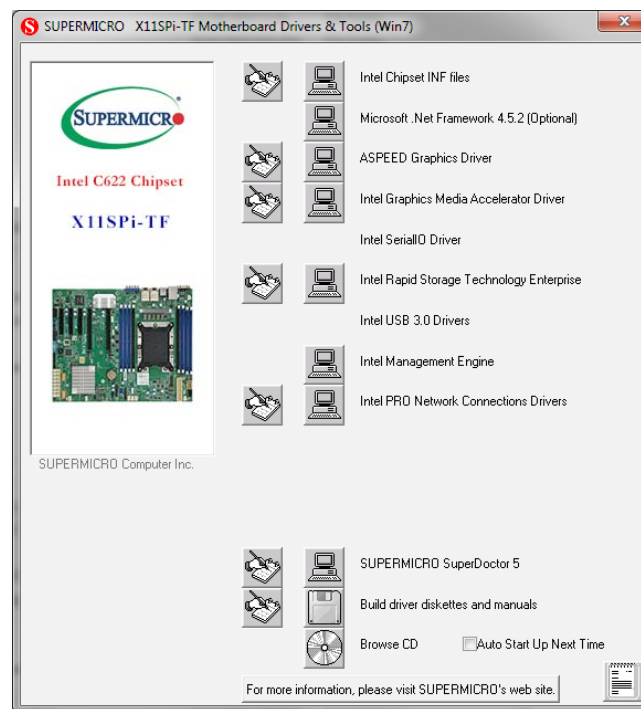 SUPERMICRO X11SPi-TF Motherboard Drivers & Tools (Win7)
SUPERMICR
Intel C622 Chipset
X11SPi-TF
SUPERMICRO Computer Inc.
Intel Chipset INF files
Microsoft .Net Framework 4.5.2 (Optional)
ASPEED Graphics Driver
Intel Graphics Media Accelerator Driver
Intel SerialIO Driver
Intel Rapid Storage Technology Enterprise
Intel USB 3.0 Drivers
Intel Management Engine
Intel PRO Network Connections Drivers
SUPERMICRO SuperDoctor 5
Build driver diskettes and manuals
Browse CD
Auto Start Up Next Time
For more information, please visit SUPERMICRO's web site.